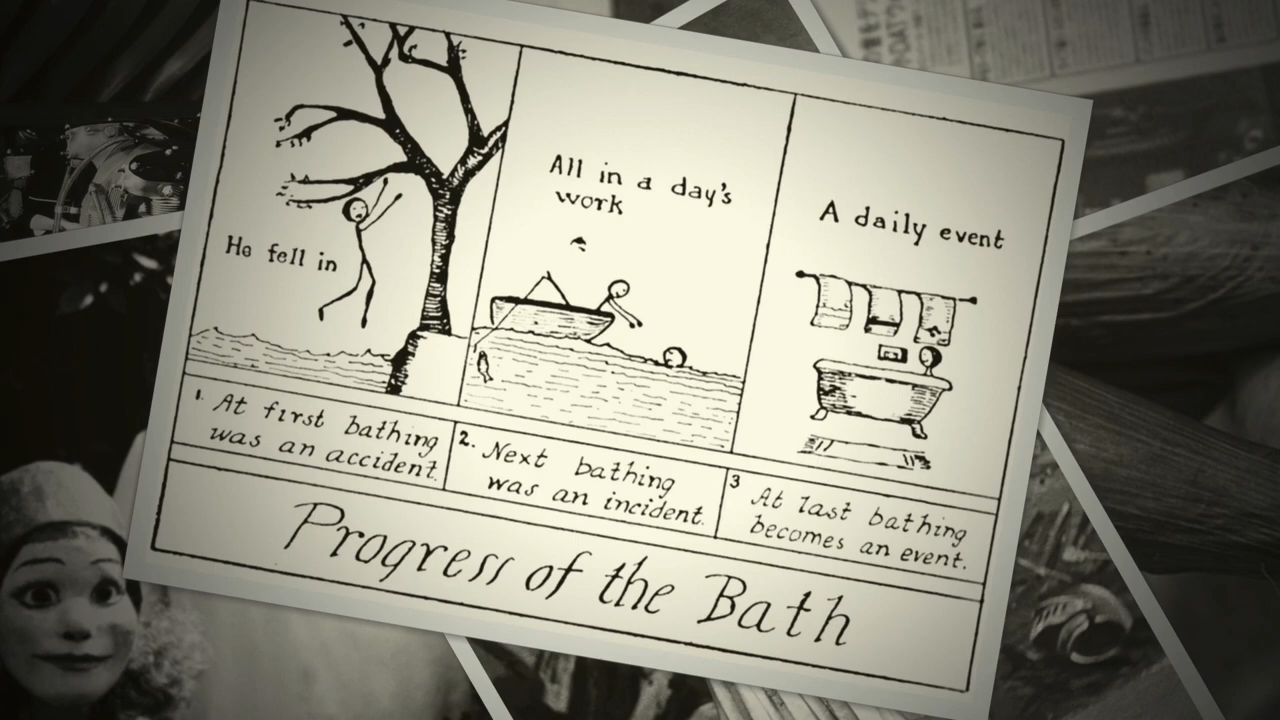 He fell in
All in a day's
work
A daily event
1. At first bathing
was an accident.
2. Next bathing
was an incident.
3 At last bathing
becomes an event.
Progress of the Bath